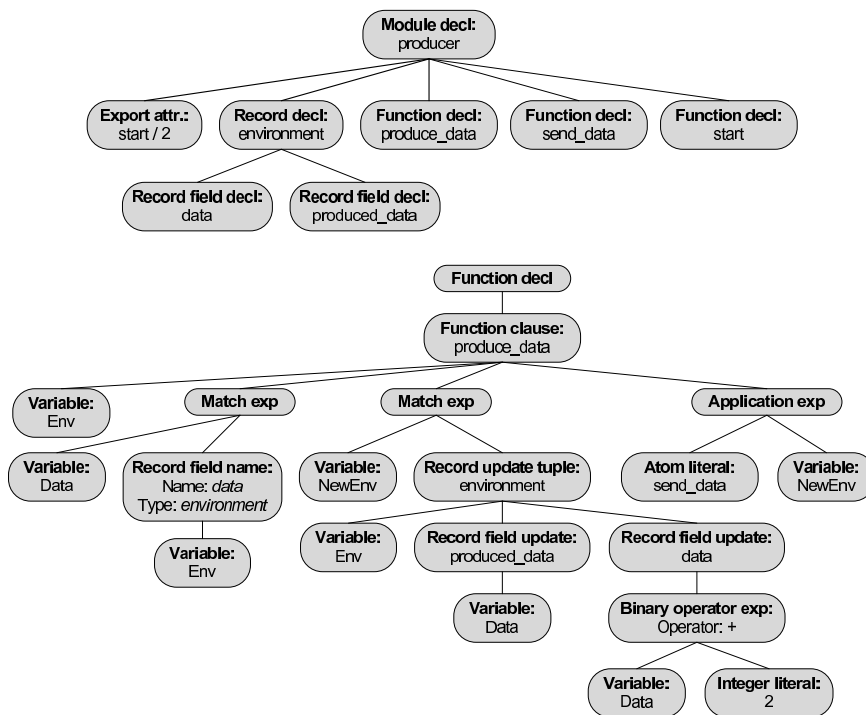 Module decl:
producer
Export attr.:
start / 2
Record decl:
environment
Function decl:
produce_data
Function decl:
send_data
Function decl:
start
Record field decl:
data
Record field decl:
produced_data
Function decl
Function clause:
produce_data
Variable:
Env
Match exp
Match exp
Application exp
Variable:
Data
Record field name:
Name: data
Type: environment
Variable:
NewEnv
Record update tuple:
environment
Atom literal:
send_data
Variable:
NewEnv
Variable:
Env
Variable:
Env
Record field update:
produced_data
Record field update:
data
Variable:
Data
Binary operator exp:
Operator: +
Variable:
Data
Integer literal:
2